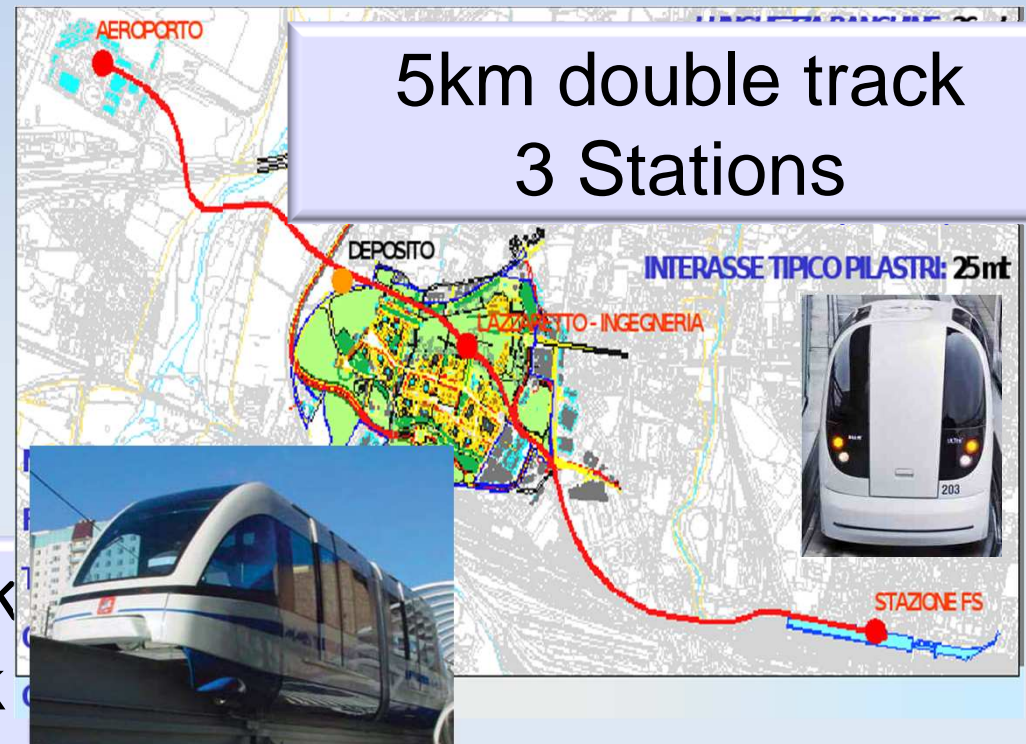 AEROPORTO
5km double track
3 Stations
DEPOSITO
INTERASSE TIPICO PILASTRI: 25mt
LAZZARETTO - INGEGNERIA
203
STAZIONE FS